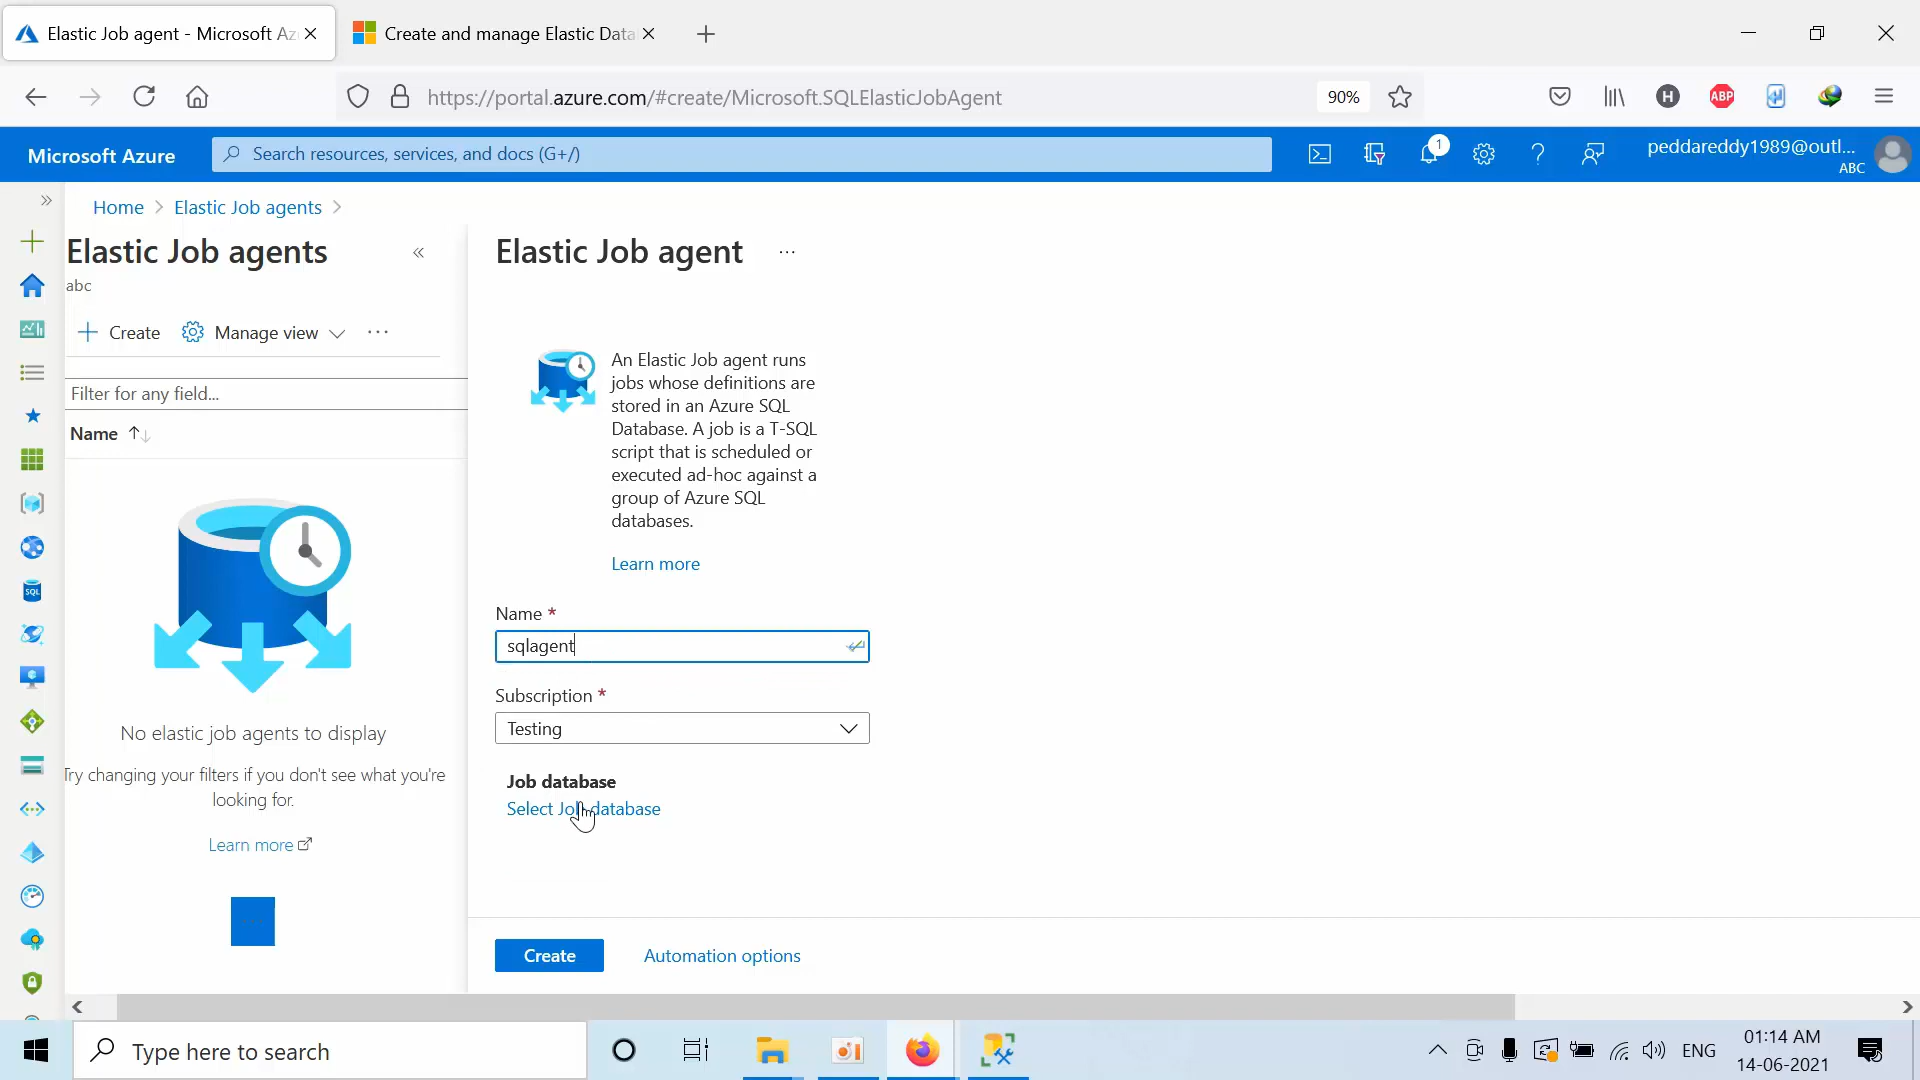 Elastic Job agent - Microsoft Az
Create and manage Elastic Data
https://portal.azure.com/#create/Microsoft.SQLElasticJobAgent
90%
H
ABP
Microsoft Azure
Search resources, services, and docs (G+/)
1
peddareddy1989@outl...
ABC
Home > Elastic Job agents >
Elastic Job agents
abc
Create
Manage view
Filter for any field...
Name
SQL
No elastic job agents to display
Try changing your filters if you don't see what you're
looking for.
Learn more
Elastic Job agent
An Elastic Job agent runs
jobs whose definitions are
stored in an Azure SQL
Database. A job is a T-SQL
script that is scheduled or
executed ad-hoc against a
group of Azure SQL
databases.
Learn more
Name *
sqlagent
Subscription *
Testing
Job database
Select Job database
Create
Automation options
Type here to search
ENG
01:14 AM
14-06-2021